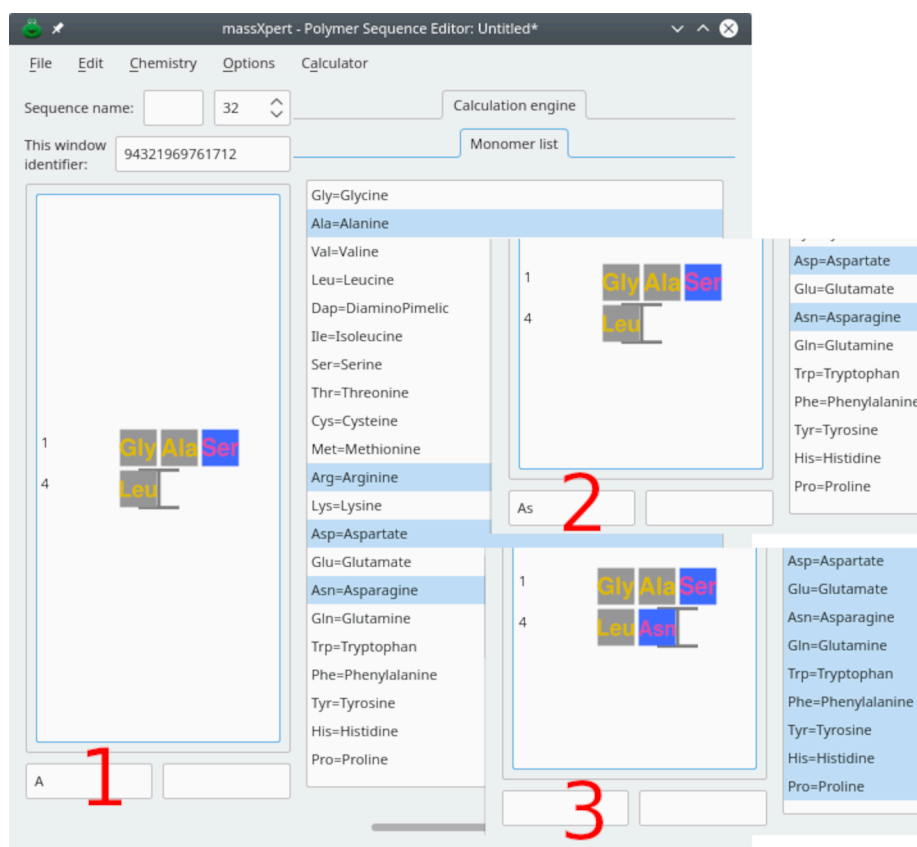 massXpert - Polymer Sequence Editor: Untitled*
File Edit Chemistry Options Calculator
Sequence name: 32 Calculation engine
This window identifier: 94321969761712 Monomer list
Gly=Glycine
Ala=Alanine
Val=Valine
Leu=Leucine
Dap=DiaminoPimelic
Ile=Isoleucine
Ser=Serine
Thr=Threonine
Cys=Cysteine
Met=Methionine
Arg=Arginine
Lys=Lysine
Asp=Aspartate
Glu=Glutamate
Asn=Asparagine
Gln=Glutamine
Trp=Tryptophan
Phe=Phenylalanine
Tyr=Tyrosine
His=Histidine
Pro=Proline
1 Gly Ala Ser
4 Leu
A
1
1 Gly Ala Ser
4 Leu
Asp=Aspartate
Glu=Glutamate
Asn=Asparagine
Gln=Glutamine
Trp=Tryptophan
Phe=Phenylalanine
Tyr=Tyrosine
His=Histidine
Pro=Proline
As
2
1 Gly Ala Ser
4 Leu Asn
Asp=Aspartate
Glu=Glutamate
Asn=Asparagine
Gln=Glutamine
Trp=Tryptophan
Phe=Phenylalanine
Tyr=Tyrosine
His=Histidine
Pro=Proline
3